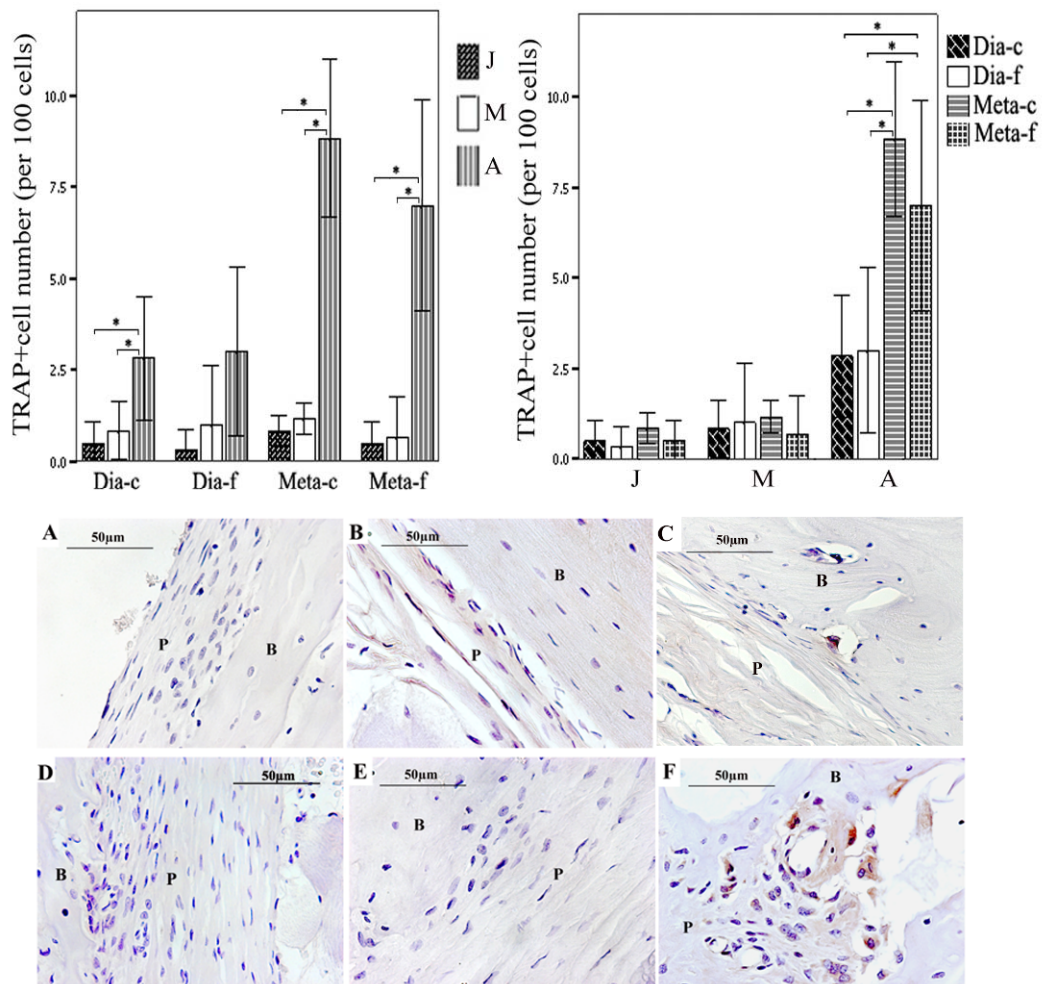 TRAP+cell number (per 100 cells)
10.0
7.5
5.0
2.5
0.0
*
*
*
*
*
*
Dia-c Dia-f Meta-c Meta-f
J
M
A
TRAP+cell number (per 100 cells)
10.0
7.5
5.0
2.5
0.0
*
*
*
*
J M A
Dia-c
Dia-f
Meta-c
Meta-f
A 50μm P B
B 50μm B P
C 50μm B P
D 50μm B P
E 50μm B P
F 50μm B P